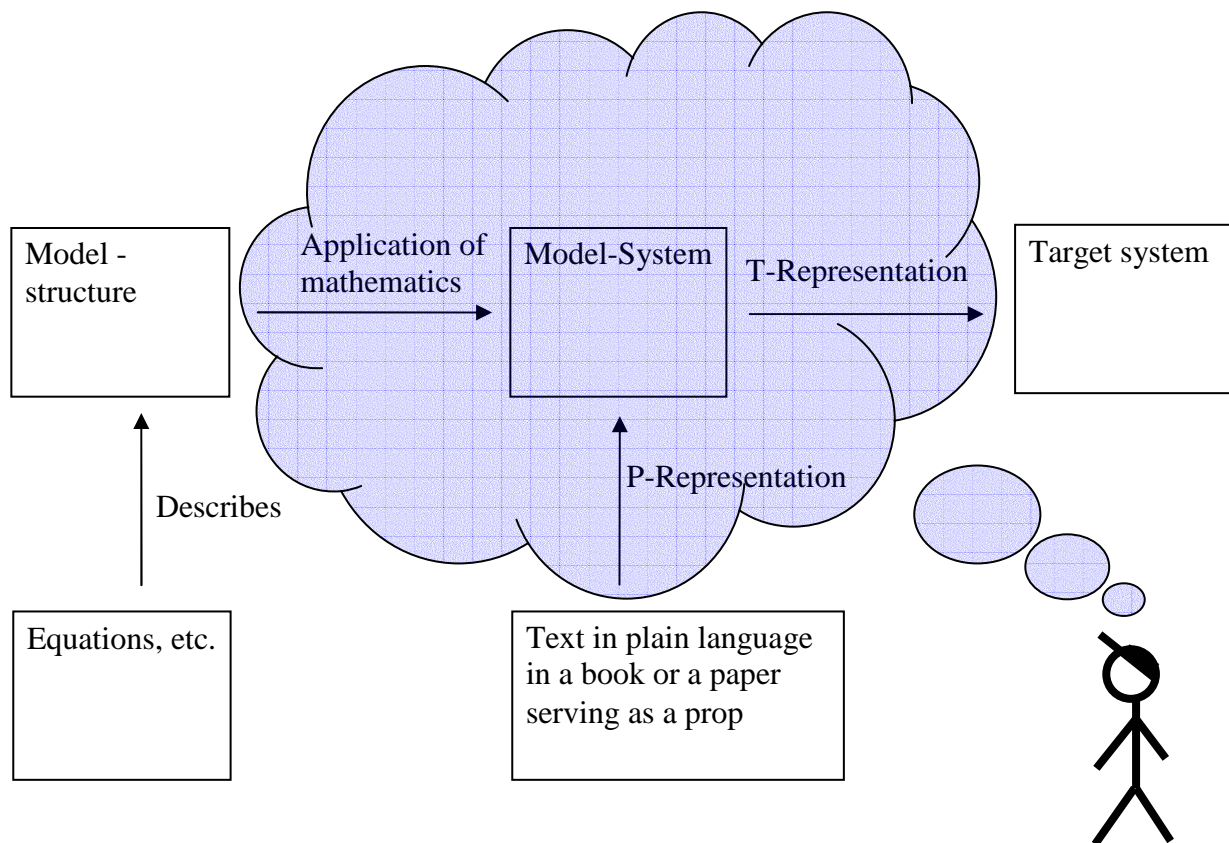 Model -
structure
Application of
mathematics
Model-System
T-Representation
Target system
Describes
P-Representation
Equations, etc.
Text in plain language
in a book or a paper
serving as a prop